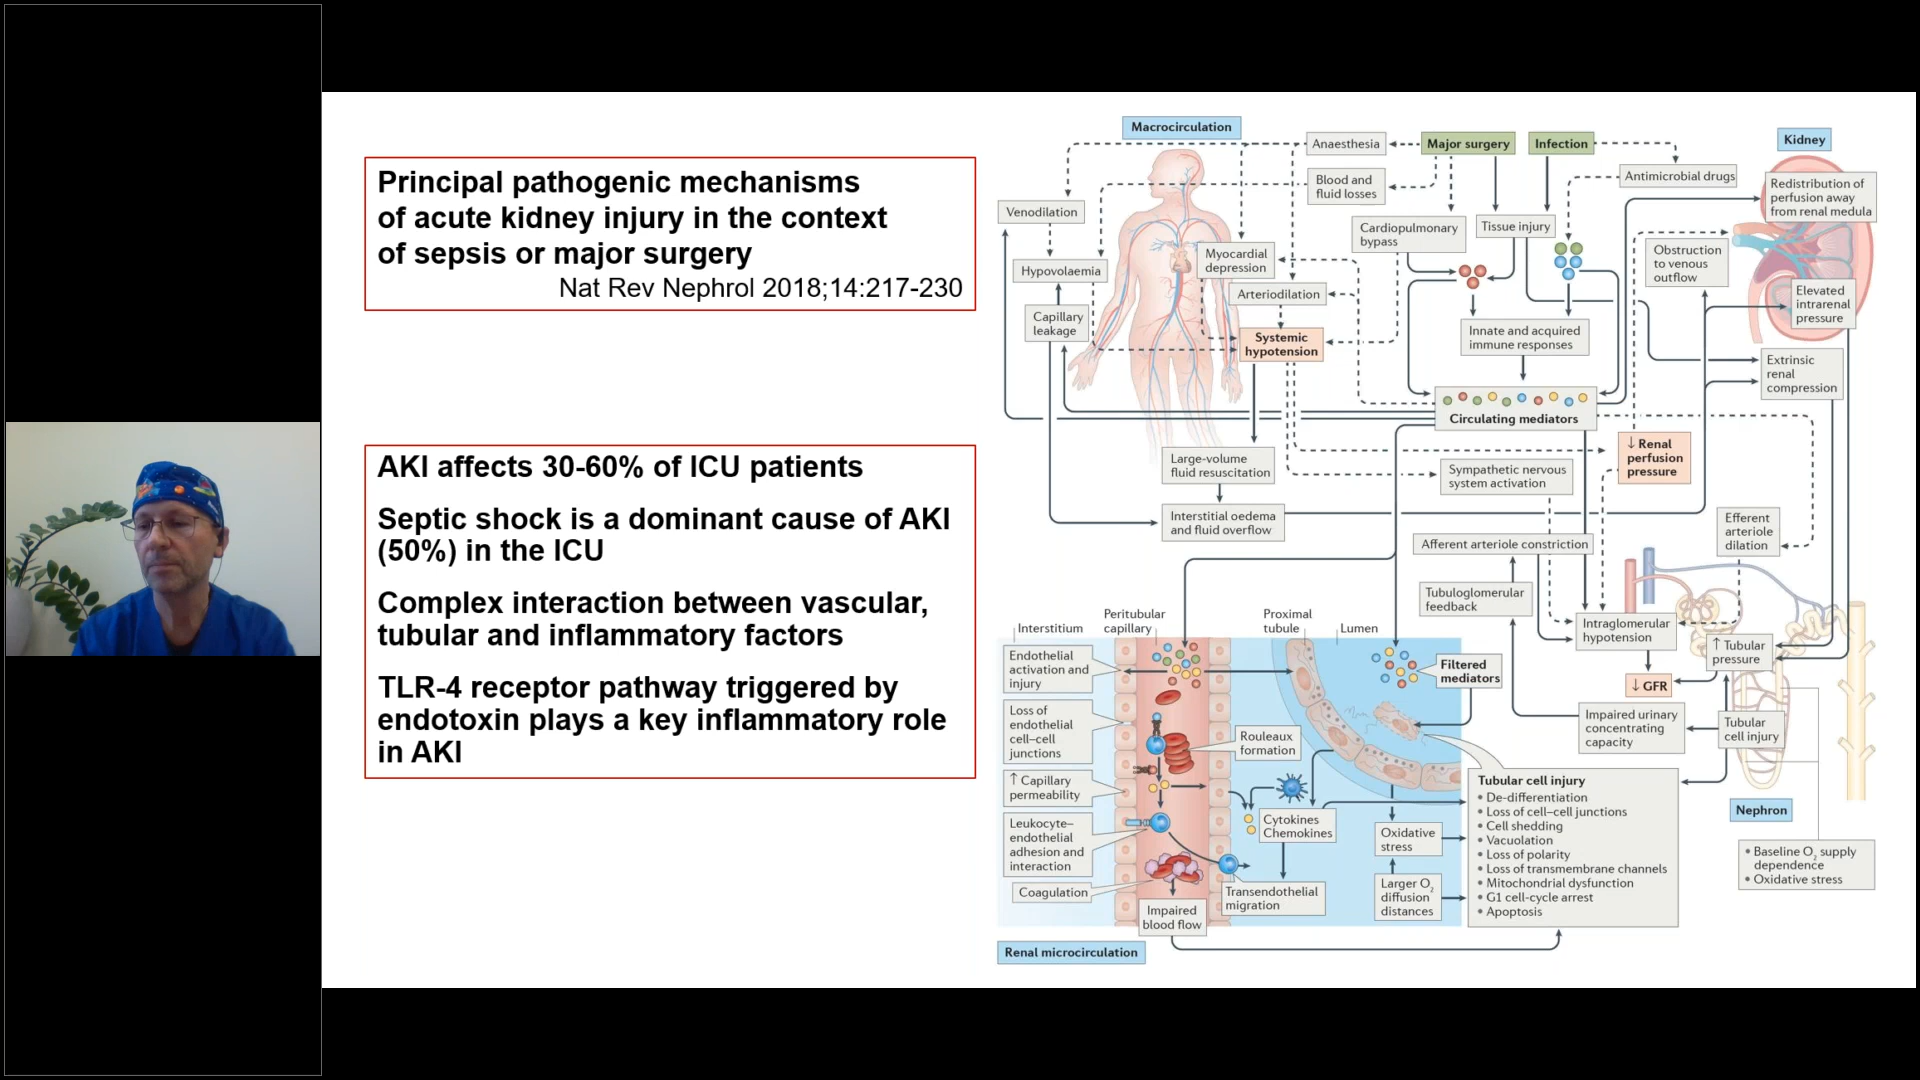 Principal pathogenic mechanisms
of acute kidney injury in the context
of sepsis or major surgery
Nat Rev Nephrol 2018;14:217-230
AKI affects 30-60% of ICU patients
Septic shock is a dominant cause of AKI
(50%) in the ICU
Complex interaction between vascular,
tubular and inflammatory factors
TLR-4 receptor pathway triggered by
endotoxin plays a key inflammatory role
in AKI
Macrocirculation
Anaesthesia
Major surgery
Infection
Kidney
Blood and
fluid losses
Antimicrobial drugs
Redistribution of
perfusion away
from renal medula
Venodilation
Cardiopulmonary
bypass
Tissue injury
Myocardial
depression
Obstruction
to venous
outflow
Hypovolaemia
Arteriodilation
Elevated
intrarenal
pressure
Capillary
leakage
Systemic
hypotension
Innate and acquired
immune responses
Extrinsic
renal
compression
Circulating mediators
↓ Renal
perfusion
pressure
Large-volume
fluid resuscitation
Sympathetic nervous
system activation
Interstitial oedema
and fluid overflow
Efferent
arteriole
dilation
Afferent arteriole constriction
Tubuloglomerular
feedback
Intraglomerular
hypotension
↑ Tubular
pressure
↓ GFR
Impaired urinary
concentrating
capacity
Tubular
cell injury
Interstitium
Peritubular
capillary
Proximal
tubule
Lumen
Endothelial
activation and
injury
Filtered
mediators
Loss of
endothelial
cell–cell
junctions
Rouleaux
formation
↑ Capillary
permeability
Cytokines
Chemokines
Leukocyte–
endothelial
adhesion and
interaction
Oxidative
stress
Coagulation
Transendothelial
migration
Larger O2
diffusion
distances
Impaired
blood flow
Tubular cell injury
• De-differentiation
• Loss of cell–cell junctions
• Cell shedding
• Vacuolation
• Loss of polarity
• Loss of transmembrane channels
• Mitochondrial dysfunction
• G1 cell-cycle arrest
• Apoptosis
Nephron
• Baseline O2 supply
dependence
• Oxidative stress
Renal microcirculation